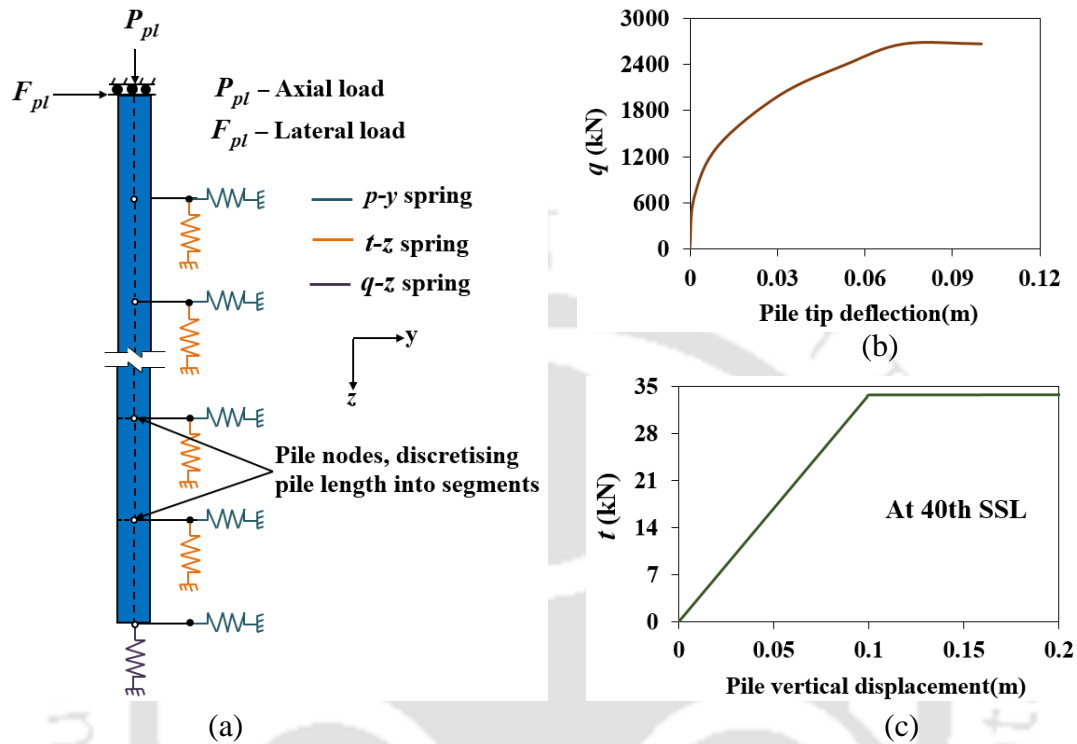 P_pl
F_pl
P_pl – Axial load
F_pl – Lateral load
p-y spring
t-z spring
q-z spring
y
z
Pile nodes, discretising
pile length into segments
(a)
3000
2400
1800
1200
600
0
q (kN)
0 0.03 0.06 0.09 0.12
Pile tip deflection(m)
(b)
35
28
21
14
7
0
t (kN)
At 40th SSL
0 0.05 0.1 0.15 0.2
Pile vertical displacement(m)
(c)